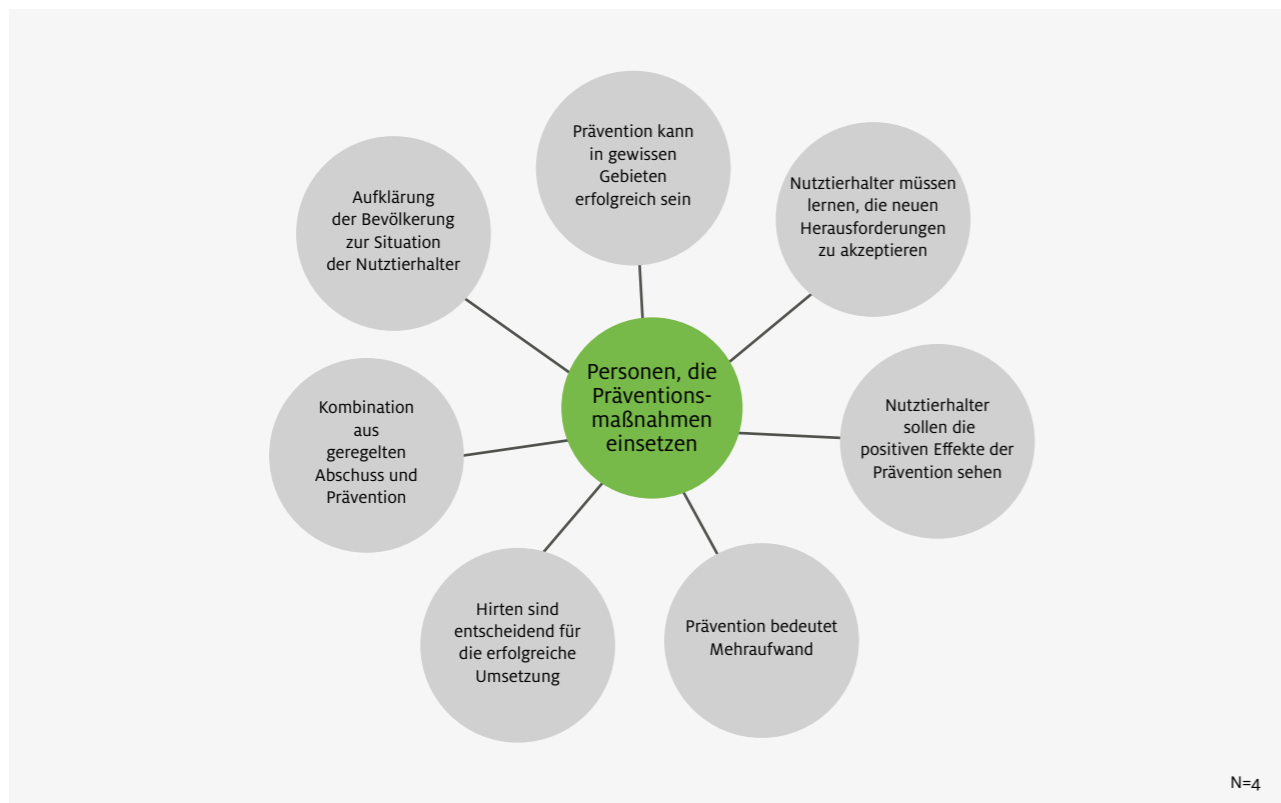 Prävention kann
in gewissen
Gebieten
erfolgreich sein
Nutztierhalter müssen
lernen, die neuen
Herausforderungen
zu akzeptieren
Aufklärung
der Bevölkerung
zur Situation
der Nutztierhalter
Personen, die
Präventions-
maßnahmen
einsetzen
Nutztierhalter
sollen die
positiven Effekte der
Prävention sehen
Kombination
aus
geregelten
Abschuss und
Prävention
Hirten sind
entscheidend für
die erfolgreiche
Umsetzung
Prävention bedeutet
Mehraufwand
N=4